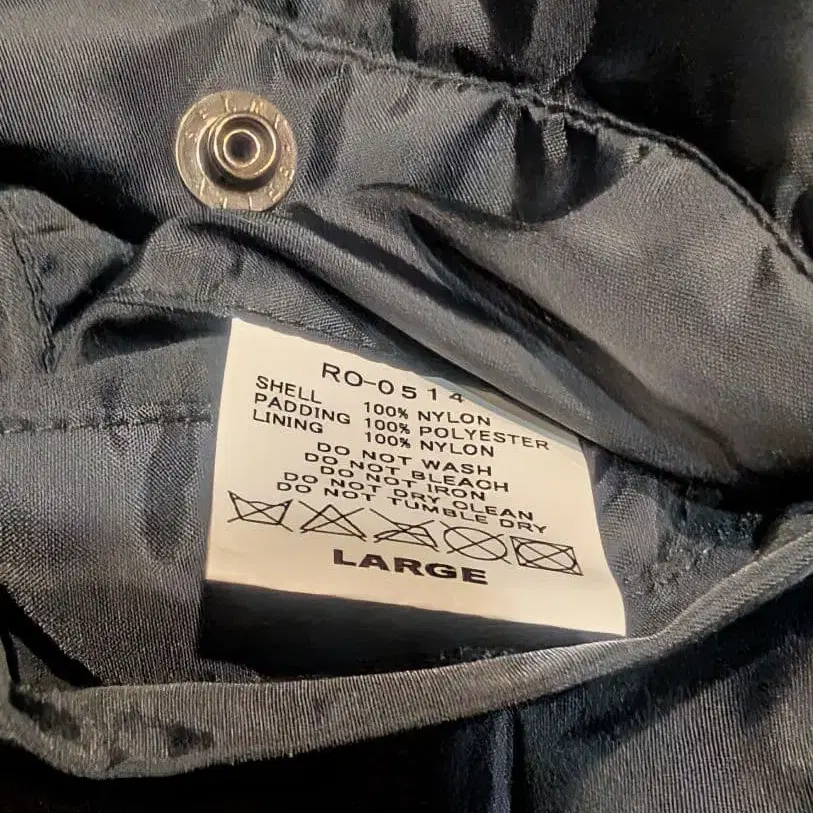 RO-0514
SHELL 100% NYLON
PADDING 100% POLYESTER
LINING 100% NYLON
DO NOT WASH
DO NOT BLEACH
DO NOT IRON
DO NOT DRY CLEAN
DO NOT TUMBLE DRY
LARGE